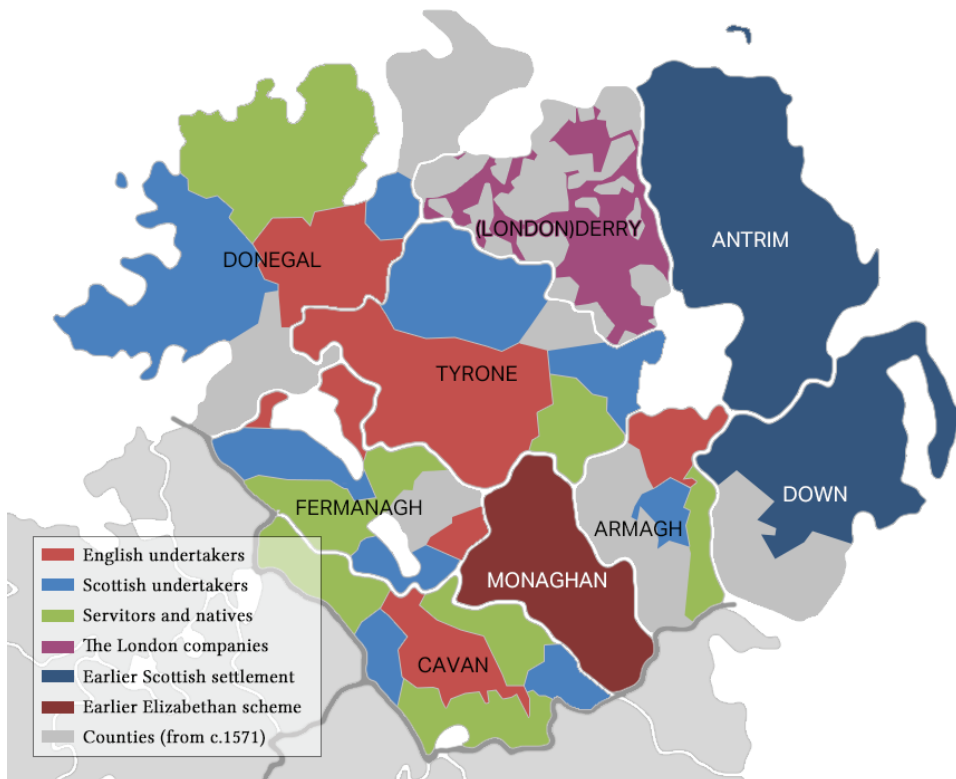 (LONDON)DERRY
ANTRIM
DONEGAL
TYRONE
DOWN
FERMANAGH
ARMAGH
MONAGHAN
CAVAN
English undertakers
Scottish undertakers
Servitors and natives
The London companies
Earlier Scottish settlement
Earlier Elizabethan scheme
Counties (from c.1571)